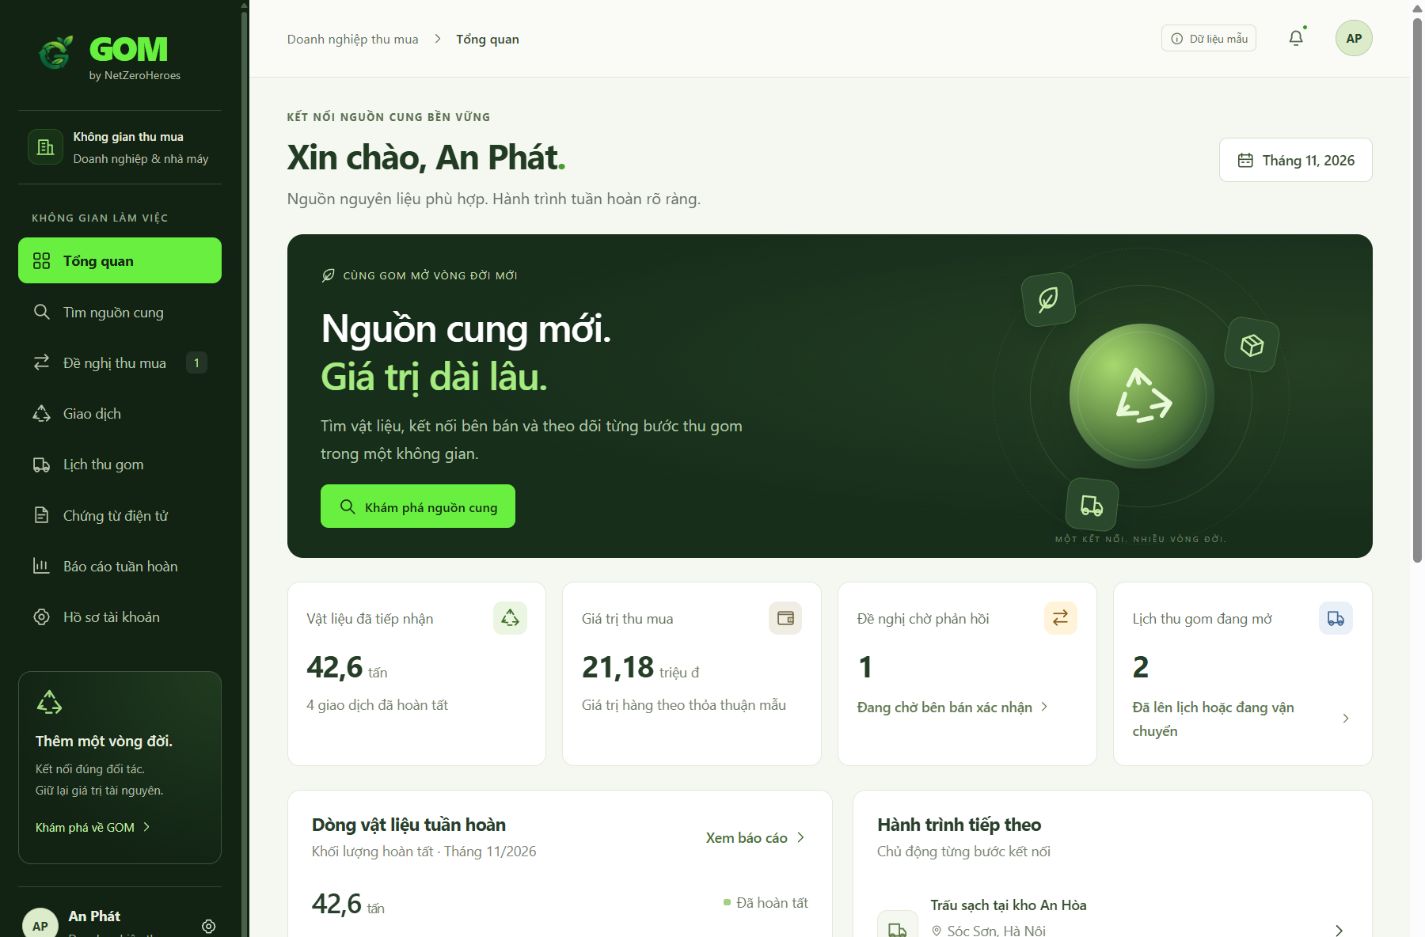 GOM
by NetZeroHeroes
Không gian thu mua
Doanh nghiệp & nhà máy
KHÔNG GIAN LÀM VIỆC
Tổng quan
Tìm nguồn cung
Đề nghị thu mua 1
Giao dịch
Lịch thu gom
Chứng từ điện tử
Báo cáo tuần hoàn
Hồ sơ tài khoản
Thêm một vòng đời.
Kết nối đúng đối tác.
Giữ lại giá trị tài nguyên.
Khám phá về GOM
AP
An Phát
Doanh nghiệp & nhà máy
Doanh nghiệp thu mua
Tổng quan
Dữ liệu mẫu
AP
KẾT NỐI NGUỒN CUNG BỀN VỮNG
Xin chào, An Phát.
Nguồn nguyên liệu phù hợp. Hành trình tuần hoàn rõ ràng.
Tháng 11, 2026
CÙNG GOM MỞ VÒNG ĐỜI MỚI
Nguồn cung mới.
Giá trị dài lâu.
Tìm vật liệu, kết nối bên bán và theo dõi từng bước thu gom
trong một không gian.
Khám phá nguồn cung
MỘT KẾT NỐI. NHIỀU VÒNG ĐỜI.
Vật liệu đã tiếp nhận
42,6 tấn
4 giao dịch đã hoàn tất
Giá trị thu mua
21,18 triệu đ
Giá trị hàng theo thỏa thuận mẫu
Đề nghị chờ phản hồi
1
Đang chờ bên bán xác nhận
Lịch thu gom đang mở
2
Đã lên lịch hoặc đang vận
chuyển
Dòng vật liệu tuần hoàn
Khối lượng hoàn tất · Tháng 11/2026
Xem báo cáo
42,6 tấn
Đã hoàn tất
Hành trình tiếp theo
Chủ động từng bước kết nối
Trấu sạch tại kho An Hòa
Sóc Sơn, Hà Nội